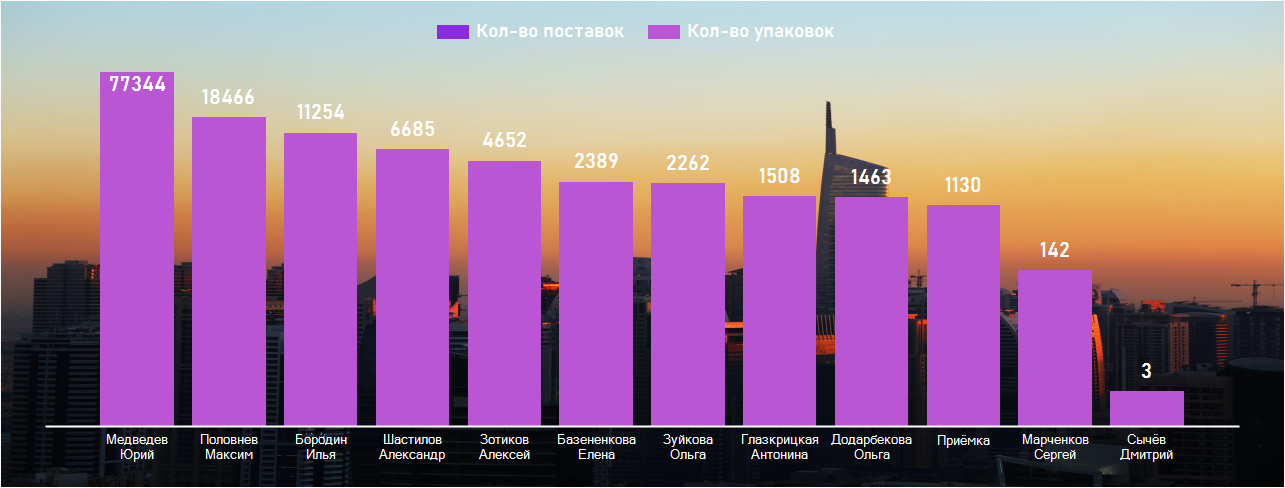 Кол-во поставок Кол-во упаковок
77344
18466
11254
6685
4652
2389
2262
1508
1463
1130
142
3
Медведев
Юрий
Половнев
Максим
Бородин
Илья
Шастилов
Александр
Зотиков
Алексей
Базененкова
Елена
Зуйкова
Ольга
Глазкрицкая
Антонина
Додарбекова
Ольга
Приёмка
Марченков
Сергей
Сычёв
Дмитрий